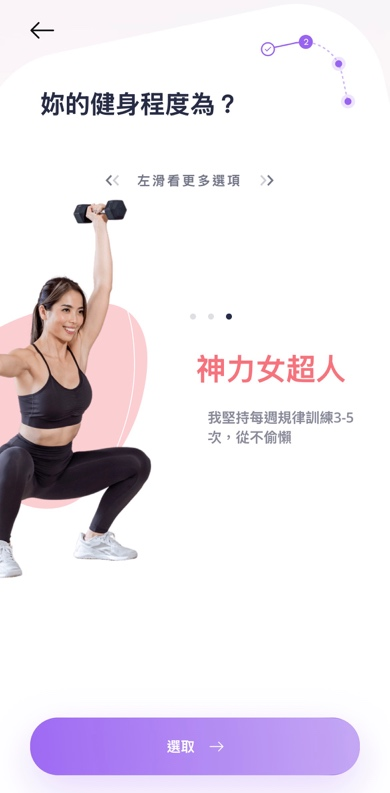 2
妳的健身程度為？
左滑看更多選項
神力女超人
我堅持每週規律訓練3-5
次，從不偷懶
選取